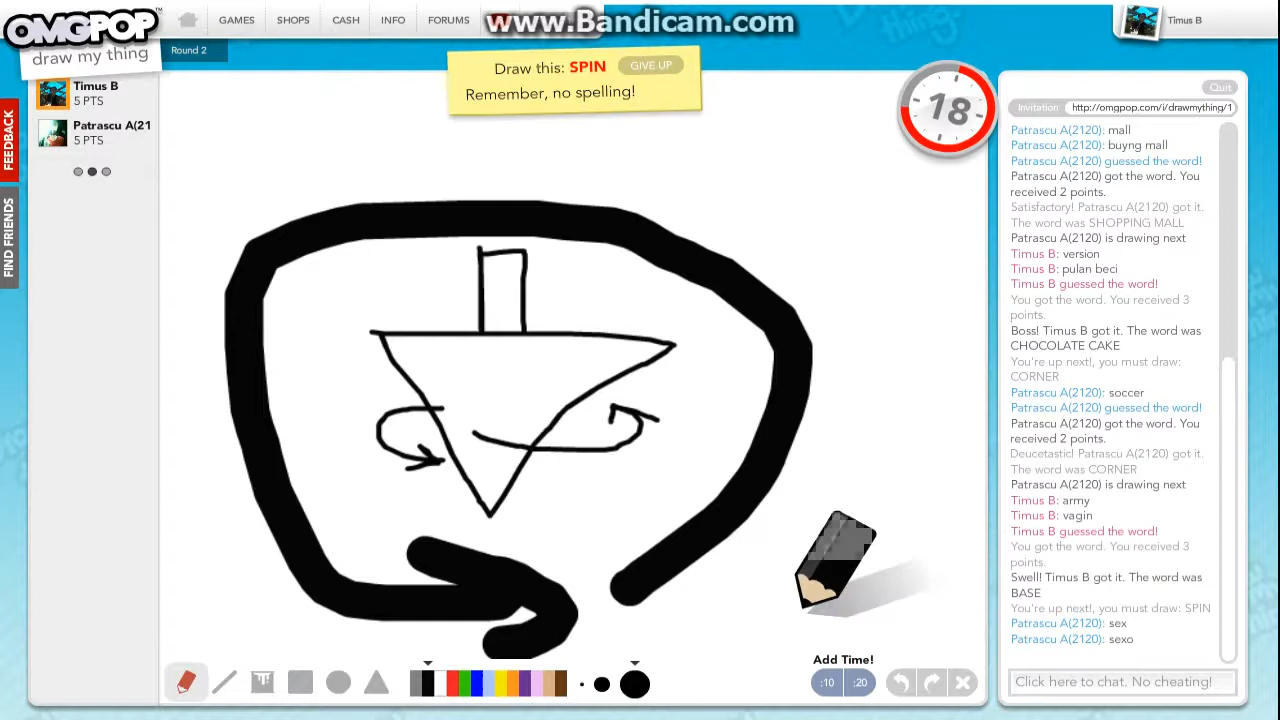 OMGPOP™
draw my thing
GAMES
SHOPS
CASH
INFO
FORUMS
www.Bandicam.com
Timus B
Round 2
Draw this: SPIN
GIVE UP
Remember, no spelling!
Timus B
5 PTS
Patrascu A(21
5 PTS
FEEDBACK
FIND FRIENDS
18
Quit
Invitation
http://omgpop.com/i/drawmything/1
Patrascu A(2120): mall
Patrascu A(2120): buyng mall
Patrascu A(2120) guessed the word!
Patrascu A(2120) got the word. You
received 2 points.
Satisfactory! Patrascu A(2120) got it.
The word was SHOPPING MALL
Patrascu A(2120) is drawing next
Timus B: version
Timus B: pulan beci
Timus B guessed the word!
You got the word. You received 3
points.
Boss! Timus B got it. The word was
CHOCOLATE CAKE
You're up next!, you must draw:
CORNER
Patrascu A(2120): soccer
Patrascu A(2120) guessed the word!
Patrascu A(2120) got the word. You
received 2 points.
Deucetastic! Patrascu A(2120) got it.
The word was CORNER
Patrascu A(2120) is drawing next
Timus B: army
Timus B: vagin
Timus B guessed the word!
You got the word. You received 3
points.
Swell! Timus B got it. The word was
BASE
You're up next!, you must draw: SPIN
Patrascu A(2120): sex
Patrascu A(2120): sexo
Add Time!
:10
:20
Click here to chat. No cheating!